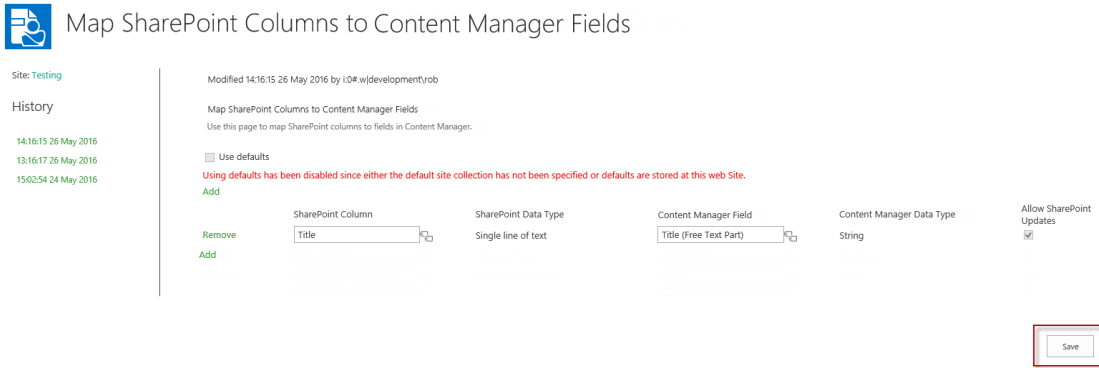 Map SharePoint Columns to Content Manager Fields
Site: Testing
History
14:16:15 26 May 2016
13:16:17 26 May 2016
15:02:54 24 May 2016
Modified 14:16:15 26 May 2016 by i:0#.w|development\rob
Map SharePoint Columns to Content Manager Fields
Use this page to map SharePoint columns to fields in Content Manager.
Use defaults
Using defaults has been disabled since either the default site collection has not been specified or defaults are stored at this web Site.
Add
SharePoint Column SharePoint Data Type Content Manager Field Content Manager Data Type Allow SharePoint
Updates
Remove Title Single line of text Title (Free Text Part) String
Add
Save